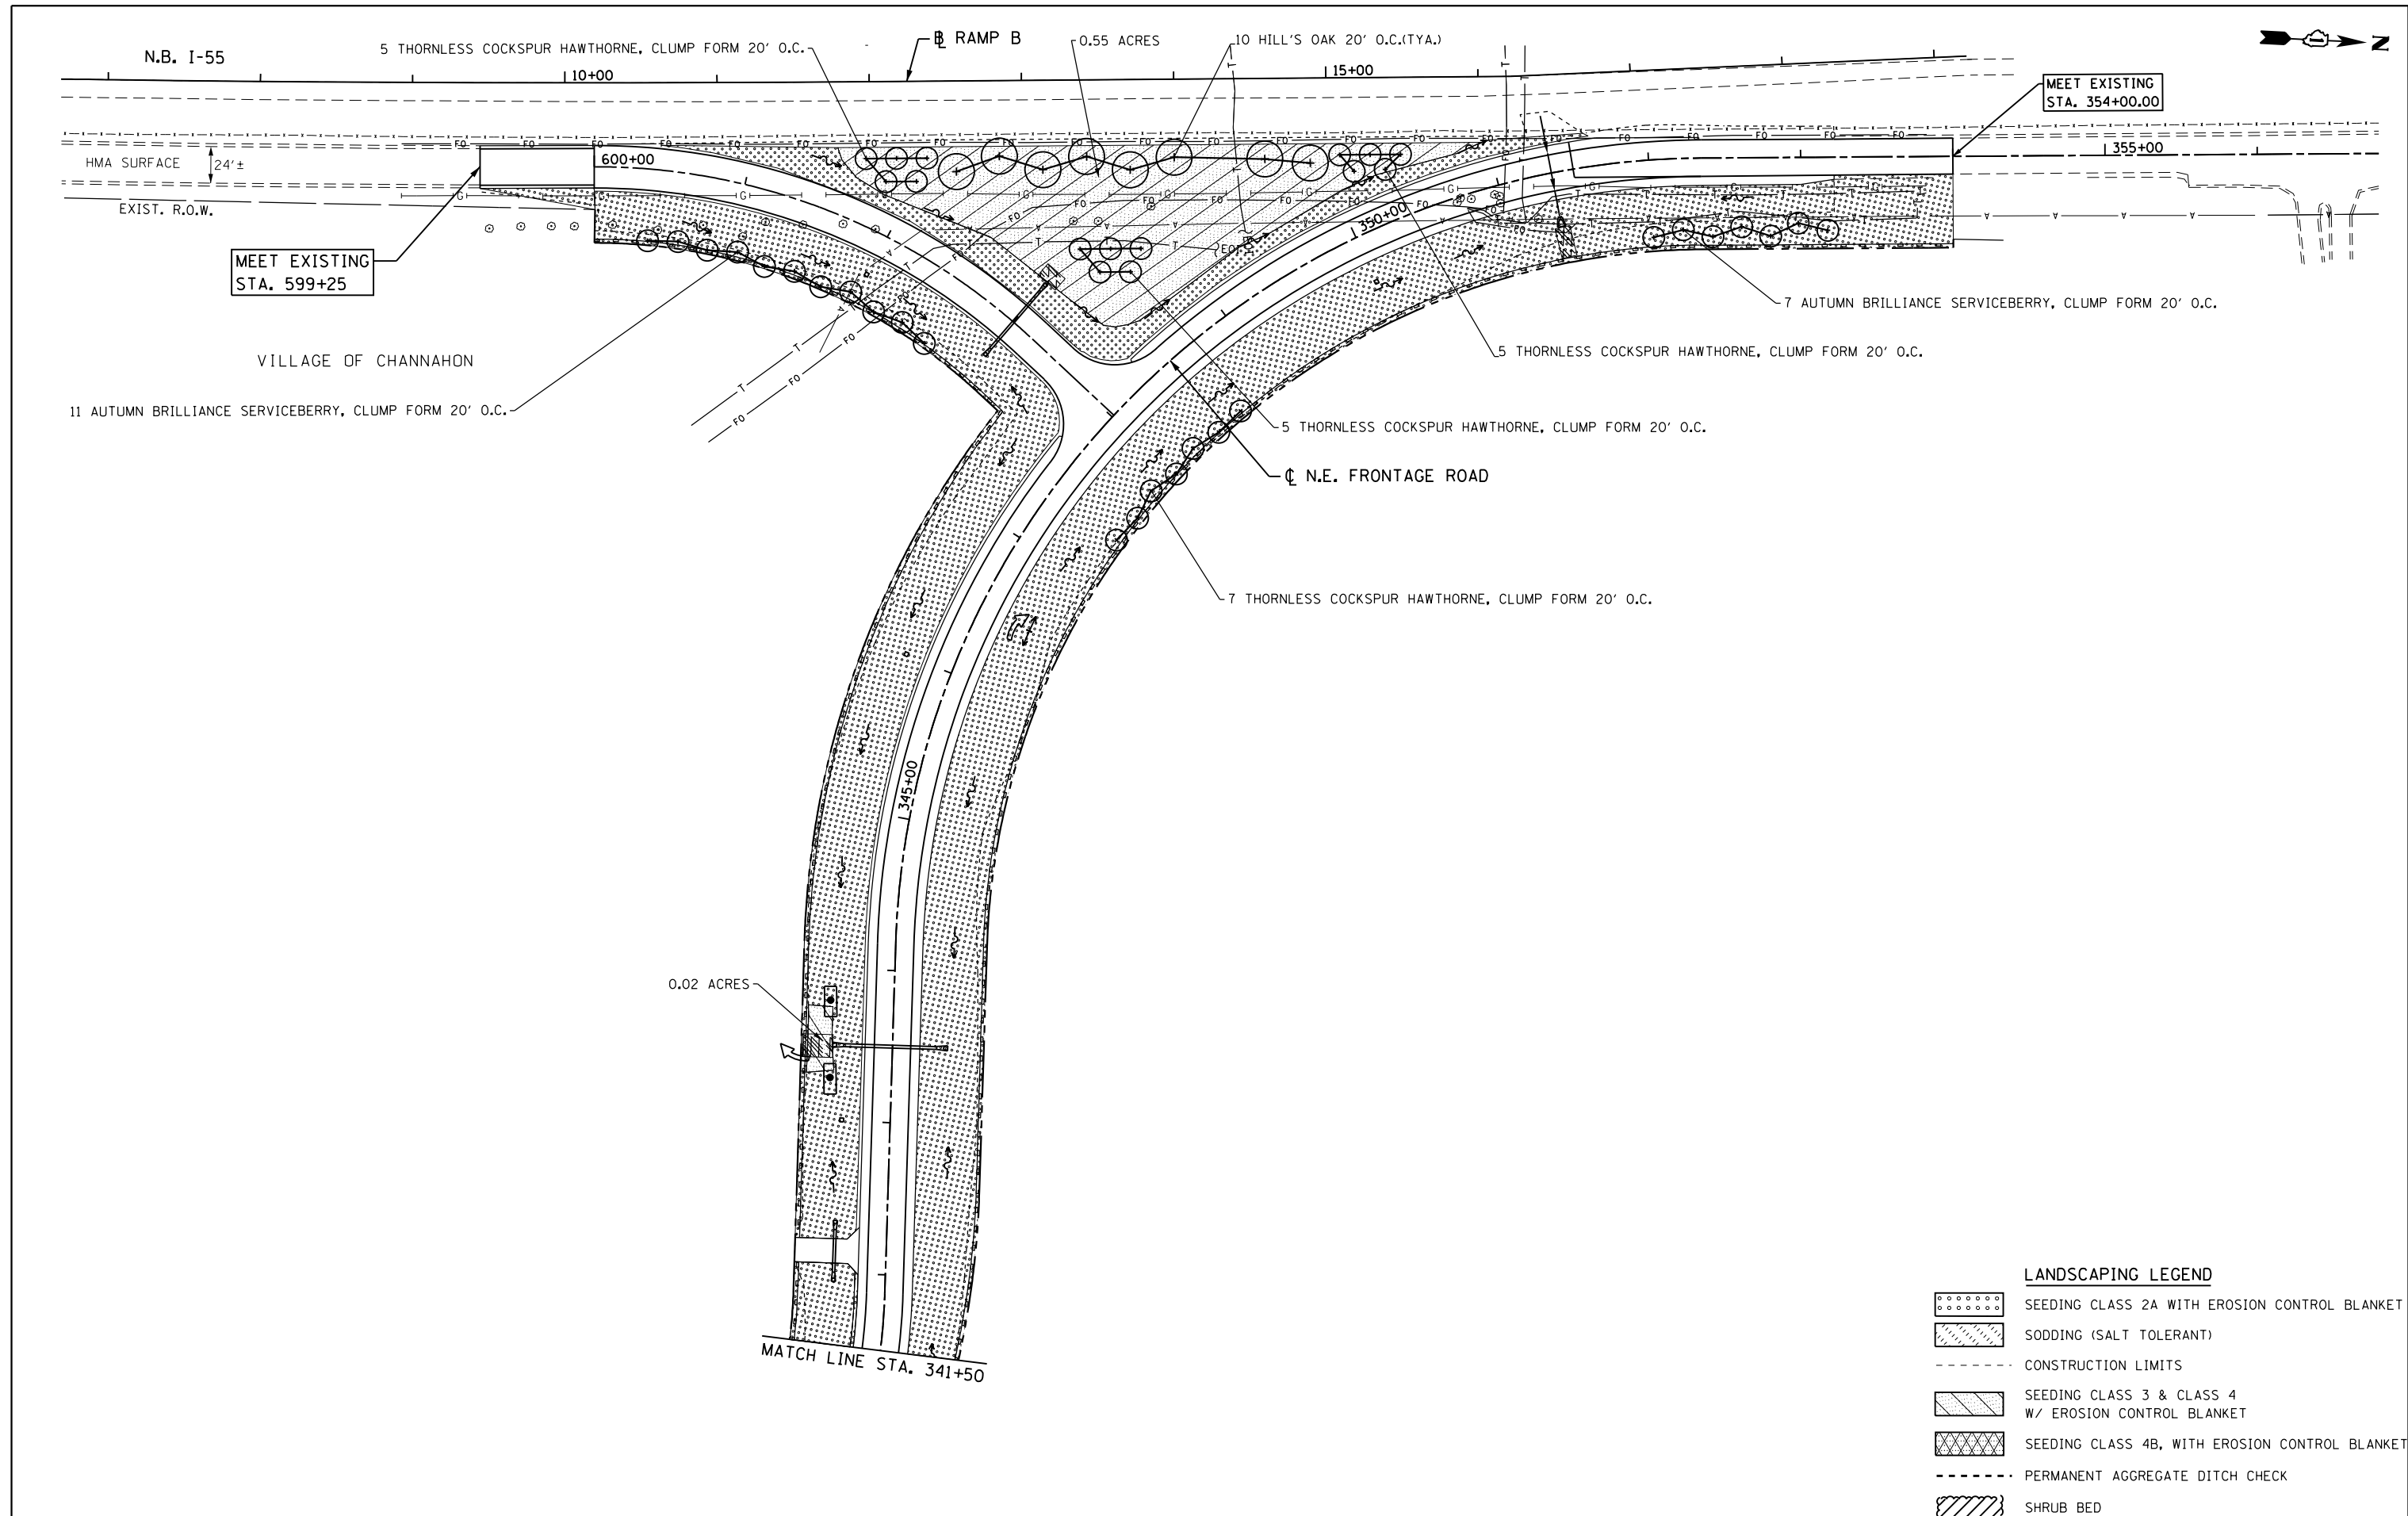 N.B. I-55
5 THORNLESS COCKSPUR HAWTHORNE, CLUMP FORM 20' O.C.
BL RAMP B
0.55 ACRES
10 HILL'S OAK 20' O.C.(TYA.)
N
10+00
15+00
MEET EXISTING
STA. 354+00.00
HMA SURFACE
24'±
600+00
355+00
EXIST. R.O.W.
350+00
MEET EXISTING
STA. 599+25
7 AUTUMN BRILLIANCE SERVICEBERRY, CLUMP FORM 20' O.C.
VILLAGE OF CHANNAHON
5 THORNLESS COCKSPUR HAWTHORNE, CLUMP FORM 20' O.C.
11 AUTUMN BRILLIANCE SERVICEBERRY, CLUMP FORM 20' O.C.
5 THORNLESS COCKSPUR HAWTHORNE, CLUMP FORM 20' O.C.
℄ N.E. FRONTAGE ROAD
7 THORNLESS COCKSPUR HAWTHORNE, CLUMP FORM 20' O.C.
345+00
0.02 ACRES
MATCH LINE STA. 341+50
LANDSCAPING LEGEND
SEEDING CLASS 2A WITH EROSION CONTROL BLANKET
SODDING (SALT TOLERANT)
CONSTRUCTION LIMITS
SEEDING CLASS 3 & CLASS 4
W/ EROSION CONTROL BLANKET
SEEDING CLASS 4B, WITH EROSION CONTROL BLANKET
PERMANENT AGGREGATE DITCH CHECK
SHRUB BED